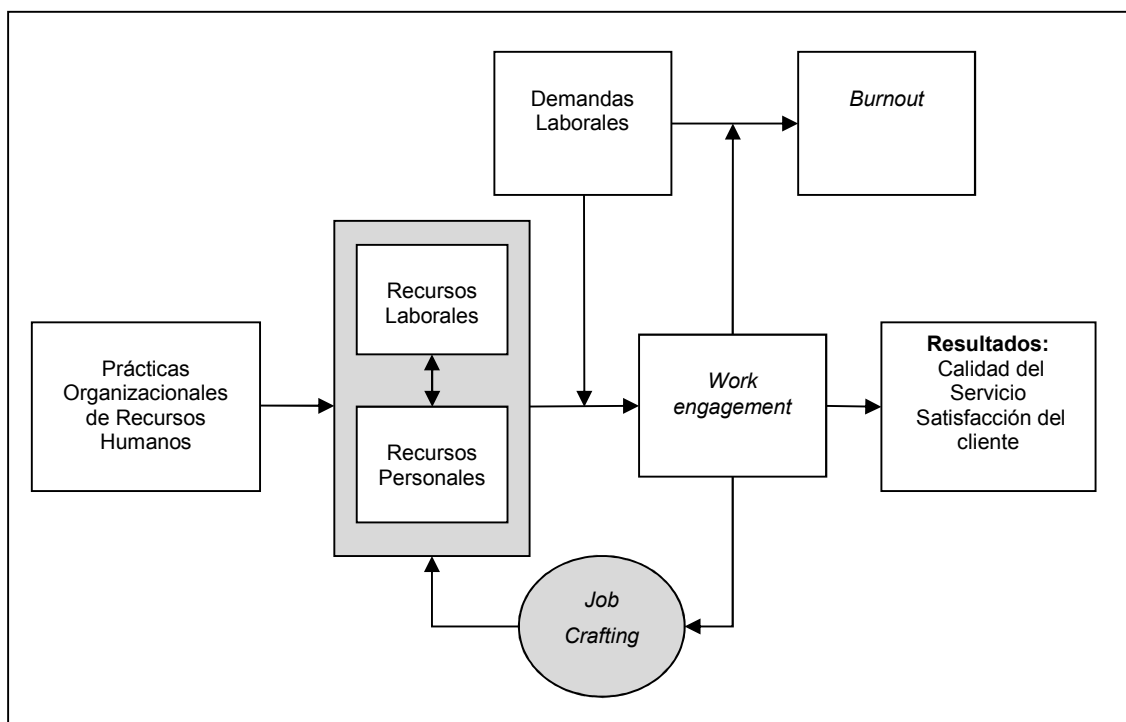 Demandas
Laborales
Burnout
Recursos
Laborales
Prácticas
Organizacionales
de Recursos
Humanos
Recursos
Personales
Work
engagement
Resultados:
Calidad del
Servicio
Satisfacción del
cliente
Job
Crafting